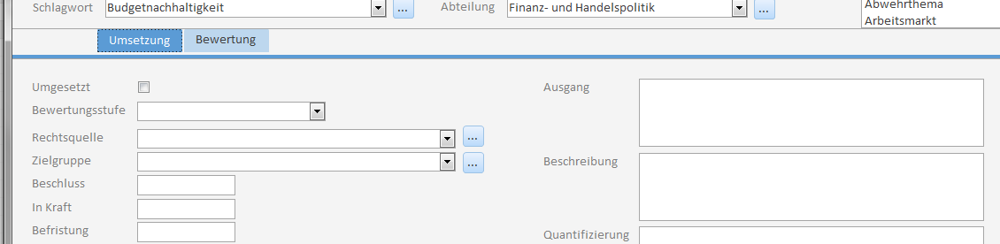 Schlagwort Budgetnachhaltigkeit ... Abteilung Finanz- und Handelspolitik ... Abwehrthema
Arbeitsmarkt
Umsetzung Bewertung
Umgesetzt
Bewertungsstufe
Rechtsquelle ...
Zielgruppe ...
Beschluss
In Kraft
Befristung
Ausgang
Beschreibung
Quantifizierung